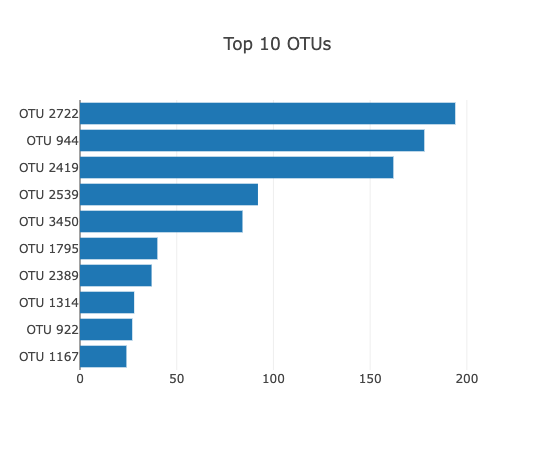 Top 10 OTUs
OTU 2722
OTU 944
OTU 2419
OTU 2539
OTU 3450
OTU 1795
OTU 2389
OTU 1314
OTU 922
OTU 1167
0 50 100 150 200